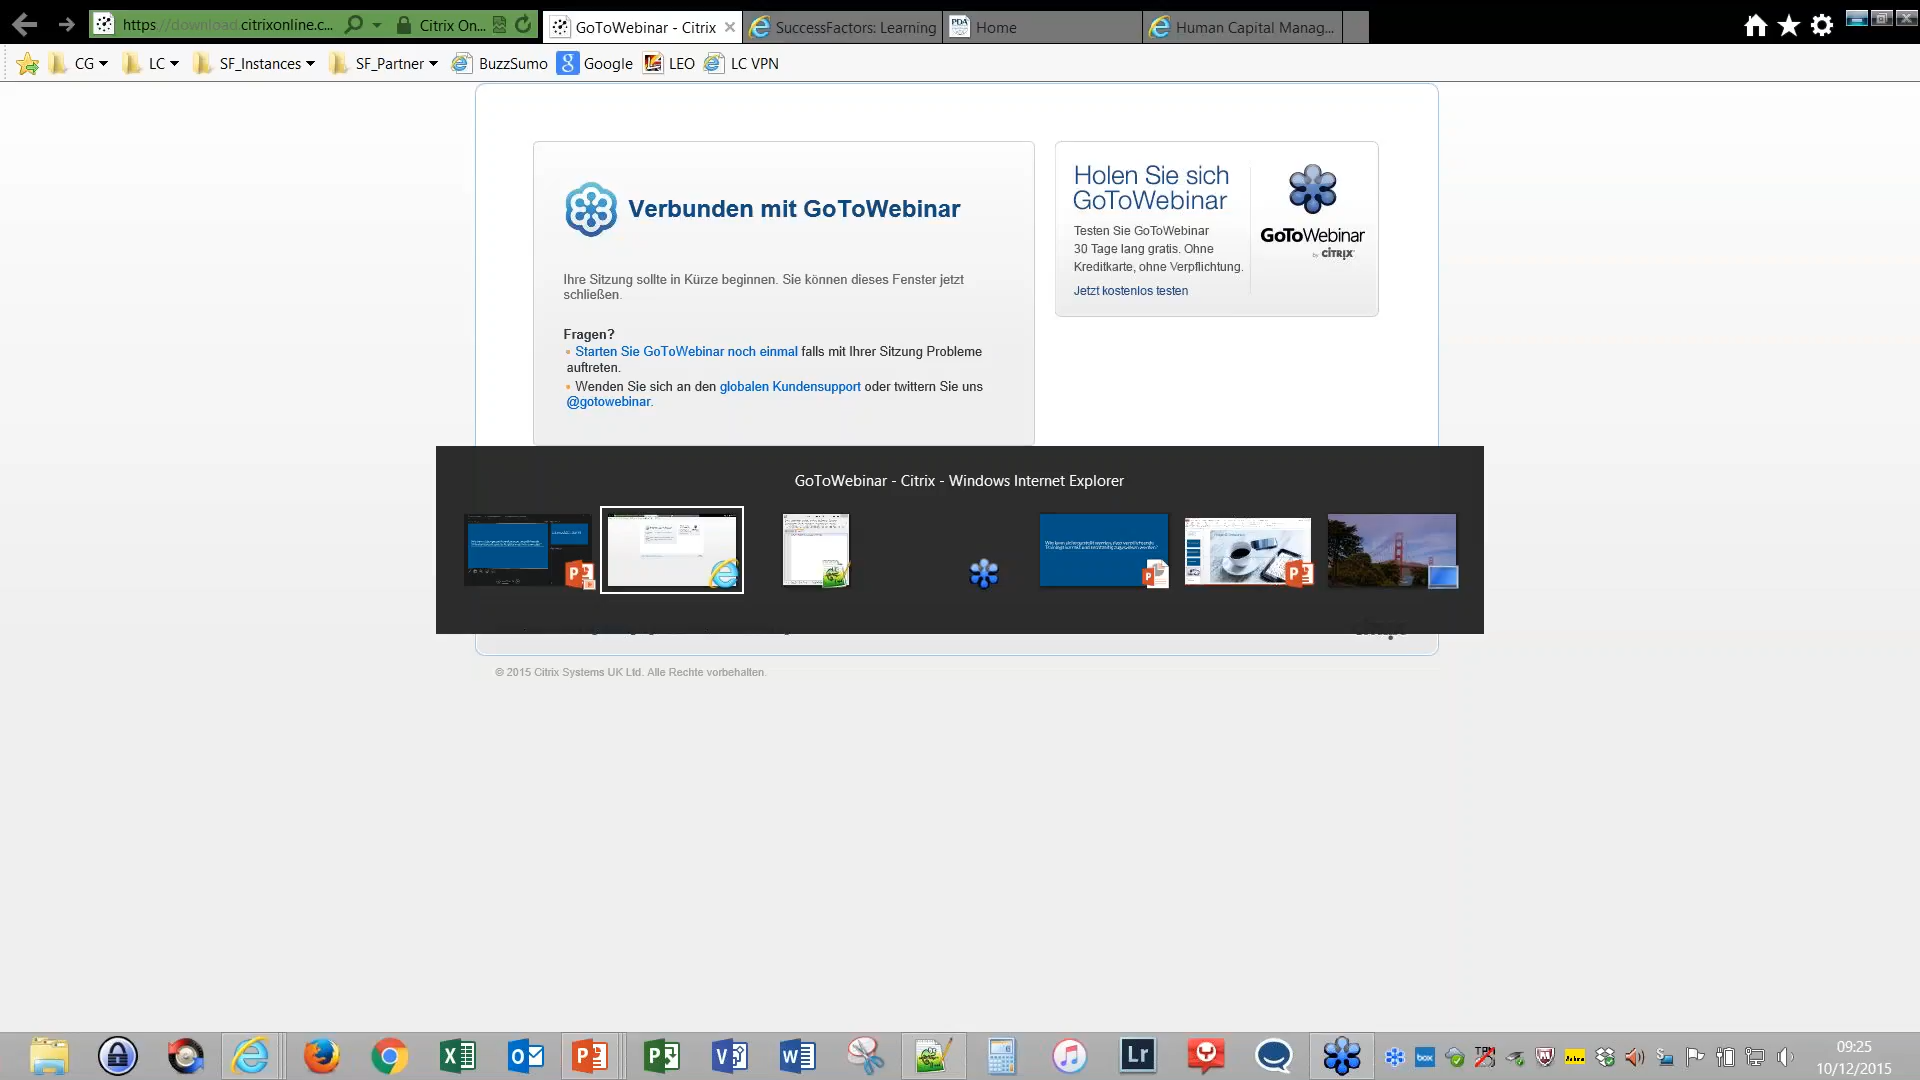 https://download.citrixonline.c...
Citrix On...
GoToWebinar - Citrix
SuccessFactors: Learning
Home
Human Capital Manag...
CG
LC
SF_Instances
SF_Partner
BuzzSumo
Google
LEO
LC VPN
Verbunden mit GoToWebinar
Ihre Sitzung sollte in Kürze beginnen. Sie können dieses Fenster jetzt
schließen.
Fragen?
Starten Sie GoToWebinar noch einmal falls mit Ihrer Sitzung Probleme
auftreten.
Wenden Sie sich an den globalen Kundensupport oder twittern Sie uns
@gotowebinar.
Holen Sie sich
GoToWebinar
Testen Sie GoToWebinar
30 Tage lang gratis. Ohne
Kreditkarte, ohne Verpflichtung.
Jetzt kostenlos testen
GoToWebinar
by CITRIX
GoToWebinar - Citrix - Windows Internet Explorer
© 2015 Citrix Systems UK Ltd. Alle Rechte vorbehalten.
Lr
box
09:25
10/12/2015